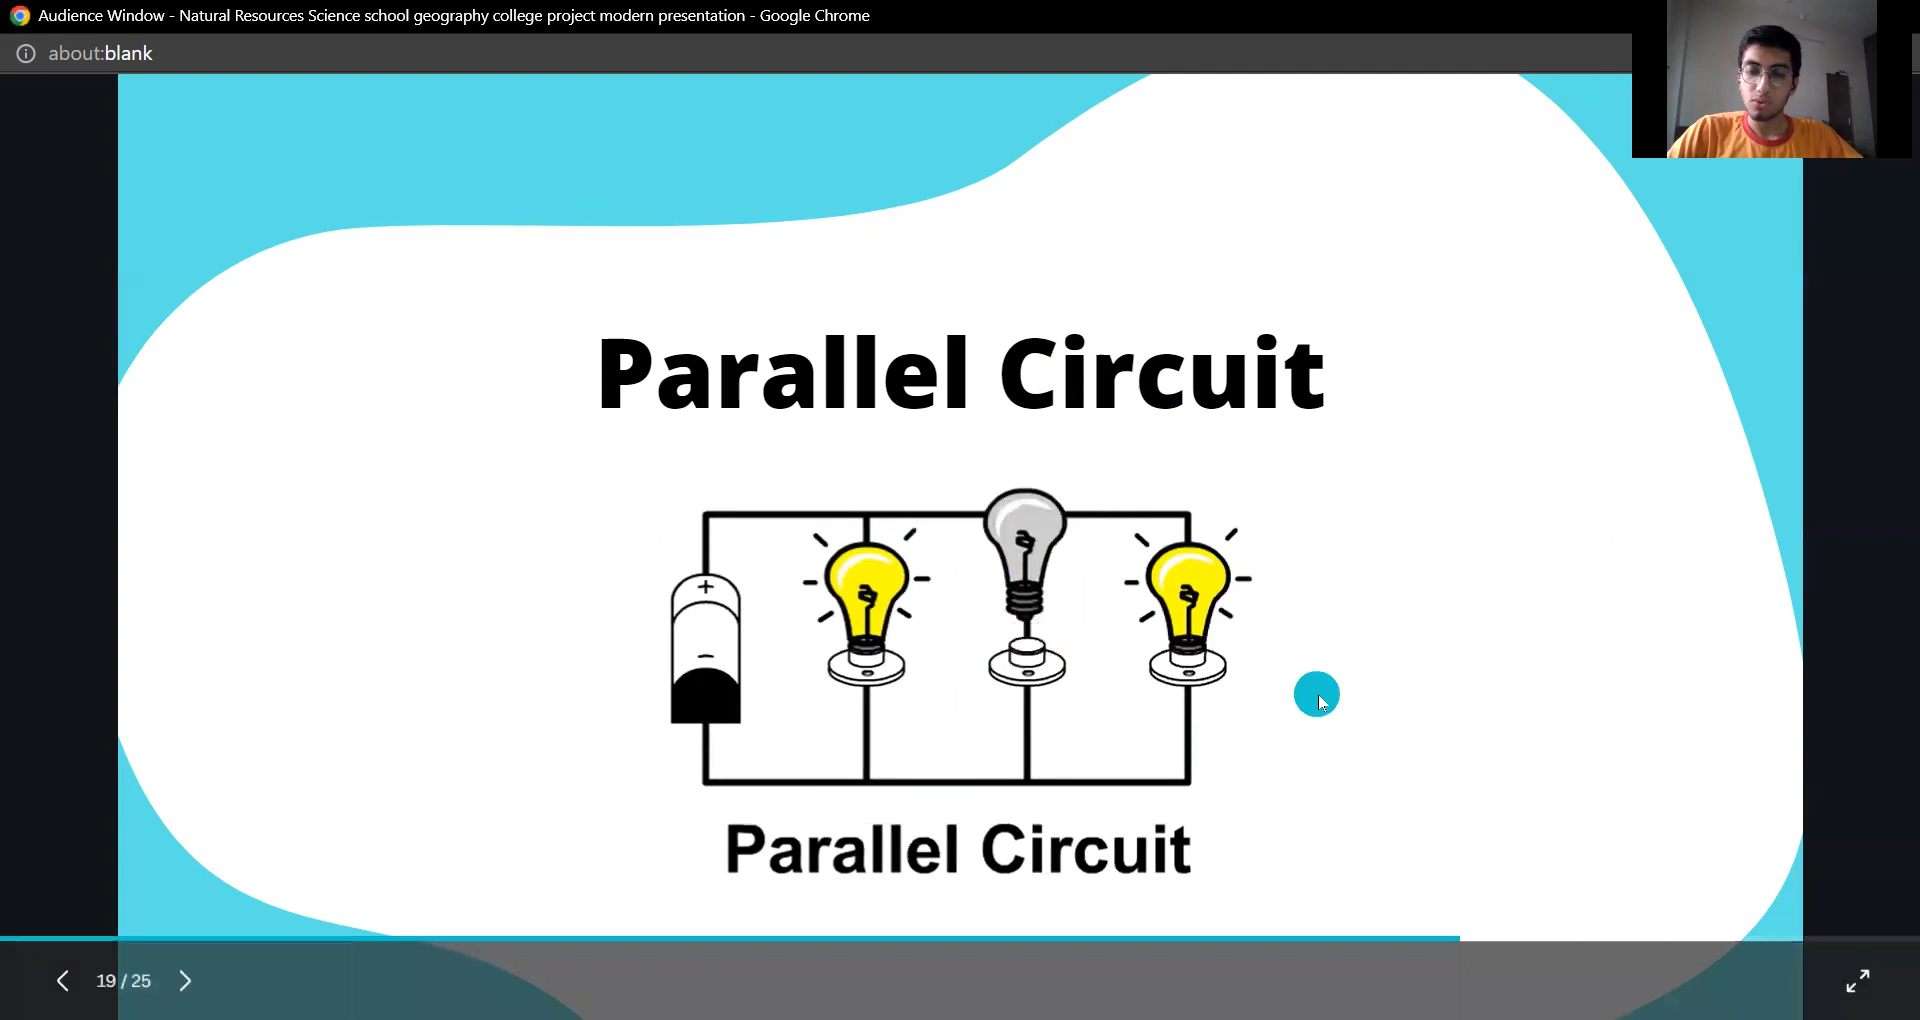 Audience Window - Natural Resources Science school geography college project modern presentation - Google Chrome
about:blank
Parallel Circuit
+
−
Parallel Circuit
19 / 25